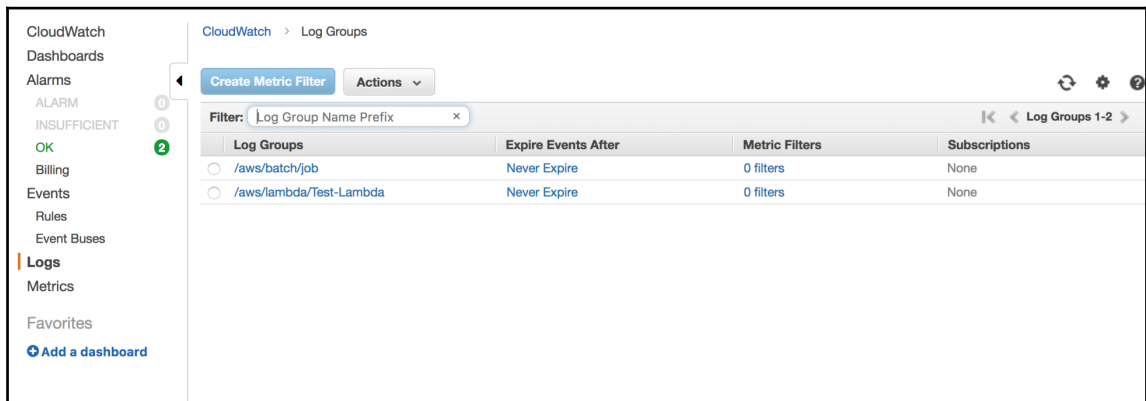 CloudWatch
Dashboards
Alarms
ALARM 0
INSUFFICIENT 0
OK 2
Billing
Events
Rules
Event Buses
Logs
Metrics
Favorites
Add a dashboard
CloudWatch > Log Groups
Create Metric Filter Actions
Filter: Log Group Name Prefix × Log Groups 1-2
Log Groups Expire Events After Metric Filters Subscriptions
/aws/batch/job Never Expire 0 filters None
/aws/lambda/Test-Lambda Never Expire 0 filters None